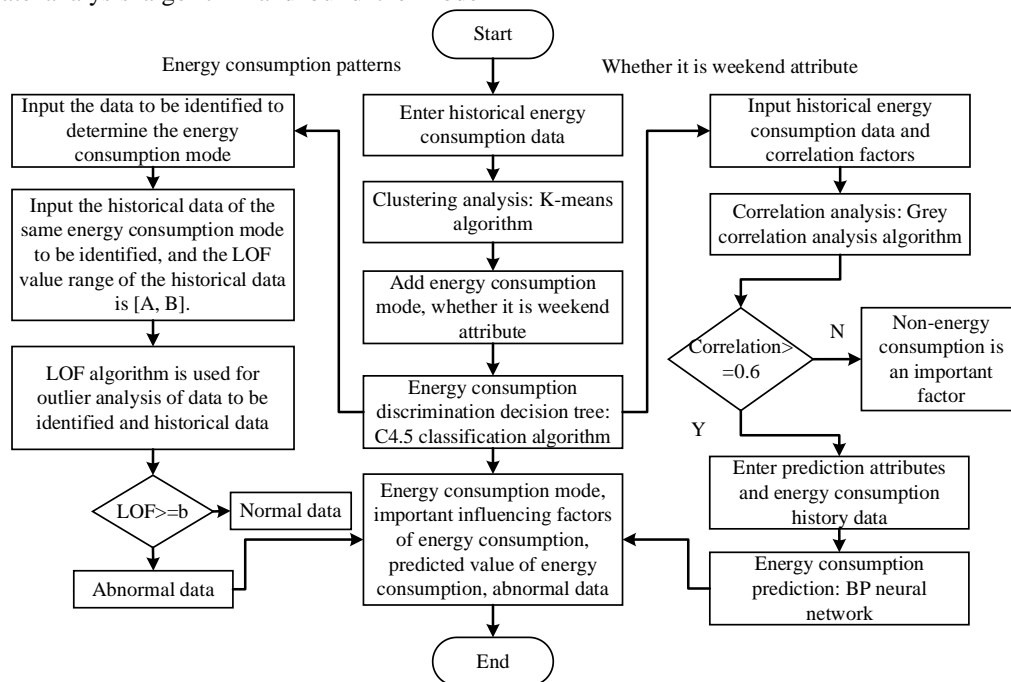 Start
Energy consumption patterns
Whether it is weekend attribute
Input the data to be identified to
determine the energy
consumption mode
Enter historical energy
consumption data
Input historical energy
consumption data and
correlation factors
Input the historical data of the
same energy consumption mode
to be identified, and the LOF
value range of the historical data
is [A, B].
Clustering analysis: K-means
algorithm
Correlation analysis: Grey
correlation analysis algorithm
Add energy consumption
mode, whether it is weekend
attribute
Correlation>
=0.6
N
Non-energy
consumption is
an important
factor
LOF algorithm is used for
outlier analysis of data to be
identified and historical data
Energy consumption
discrimination decision tree:
C4.5 classification algorithm
Y
Enter prediction attributes
and energy consumption
history data
LOF>=b
Normal data
Energy consumption mode,
important influencing factors
of energy consumption,
predicted value of energy
consumption, abnormal data
Abnormal data
Energy consumption
prediction: BP neural
network
End